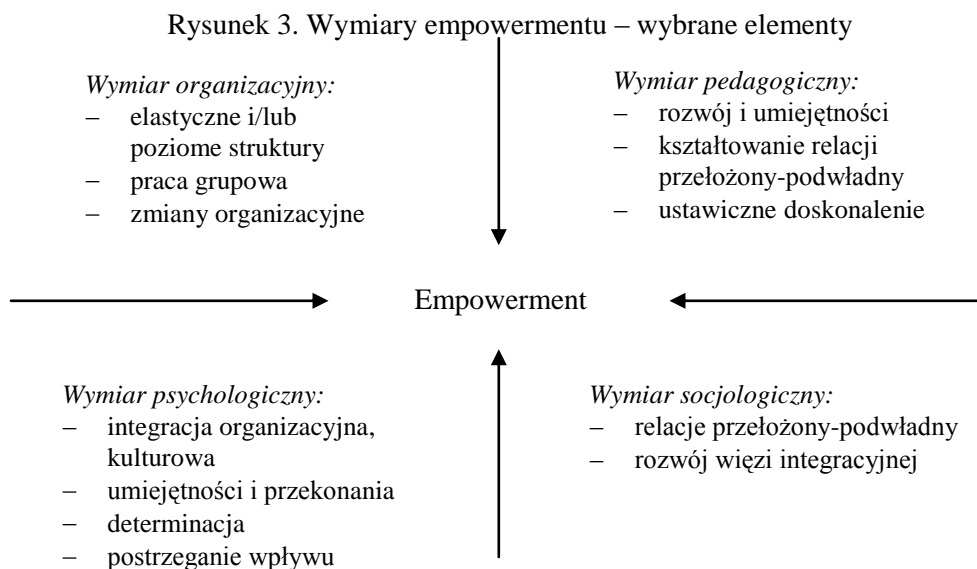 Rysunek 3. Wymiary empowermentu – wybrane elementy
Wymiar organizacyjny:
– elastyczne i/lub
poziome struktury
– praca grupowa
– zmiany organizacyjne
Wymiar pedagogiczny:
– rozwój i umiejętności
– kształtowanie relacji
przełożony-podwładny
– ustawiczne doskonalenie
Empowerment
Wymiar psychologiczny:
– integracja organizacyjna,
kulturowa
– umiejętności i przekonania
– determinacja
– postrzeganie wpływu
Wymiar socjologiczny:
– relacje przełożony-podwładny
– rozwój więzi integracyjnej